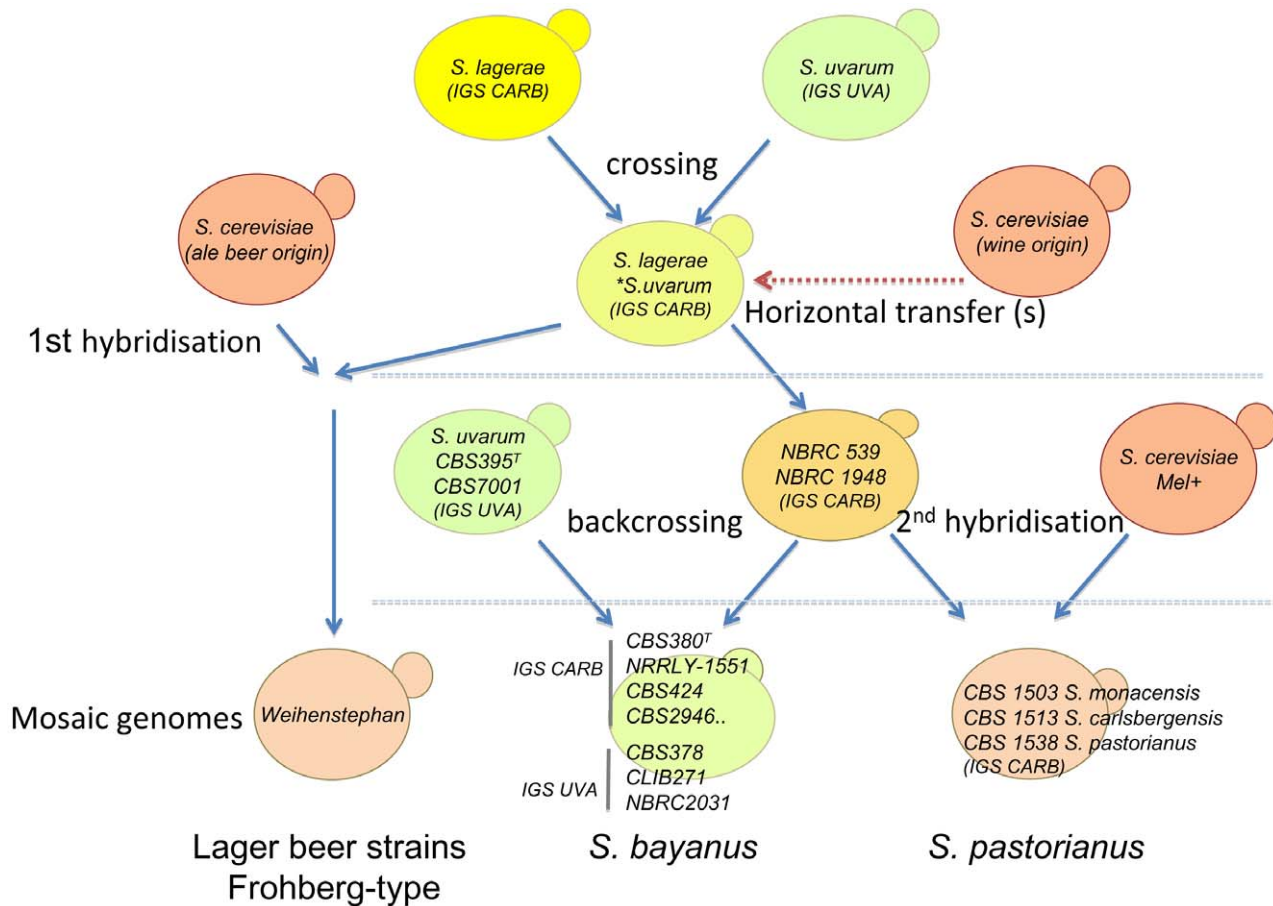 S. lagerae
(IGS CARB)
S. uvarum
(IGS UVA)
crossing
S. cerevisiae
(ale beer origin)
S. cerevisiae
(wine origin)
S. lagerae
*S.uvarum
(IGS CARB)
Horizontal transfer (s)
1st hybridisation
S. uvarum
CBS395T
CBS7001
(IGS UVA)
NBRC 539
NBRC 1948
(IGS CARB)
S. cerevisiae
Mel+
backcrossing
2nd hybridisation
Mosaic genomes
Weihenstephan
IGS CARB
CBS380T
NRRLY-1551
CBS424
CBS2946..
IGS UVA
CBS378
CLIB271
NBRC2031
CBS 1503 S. monacensis
CBS 1513 S. carlsbergensis
CBS 1538 S. pastorianus
(IGS CARB)
Lager beer strains
Frohberg-type
S. bayanus
S. pastorianus